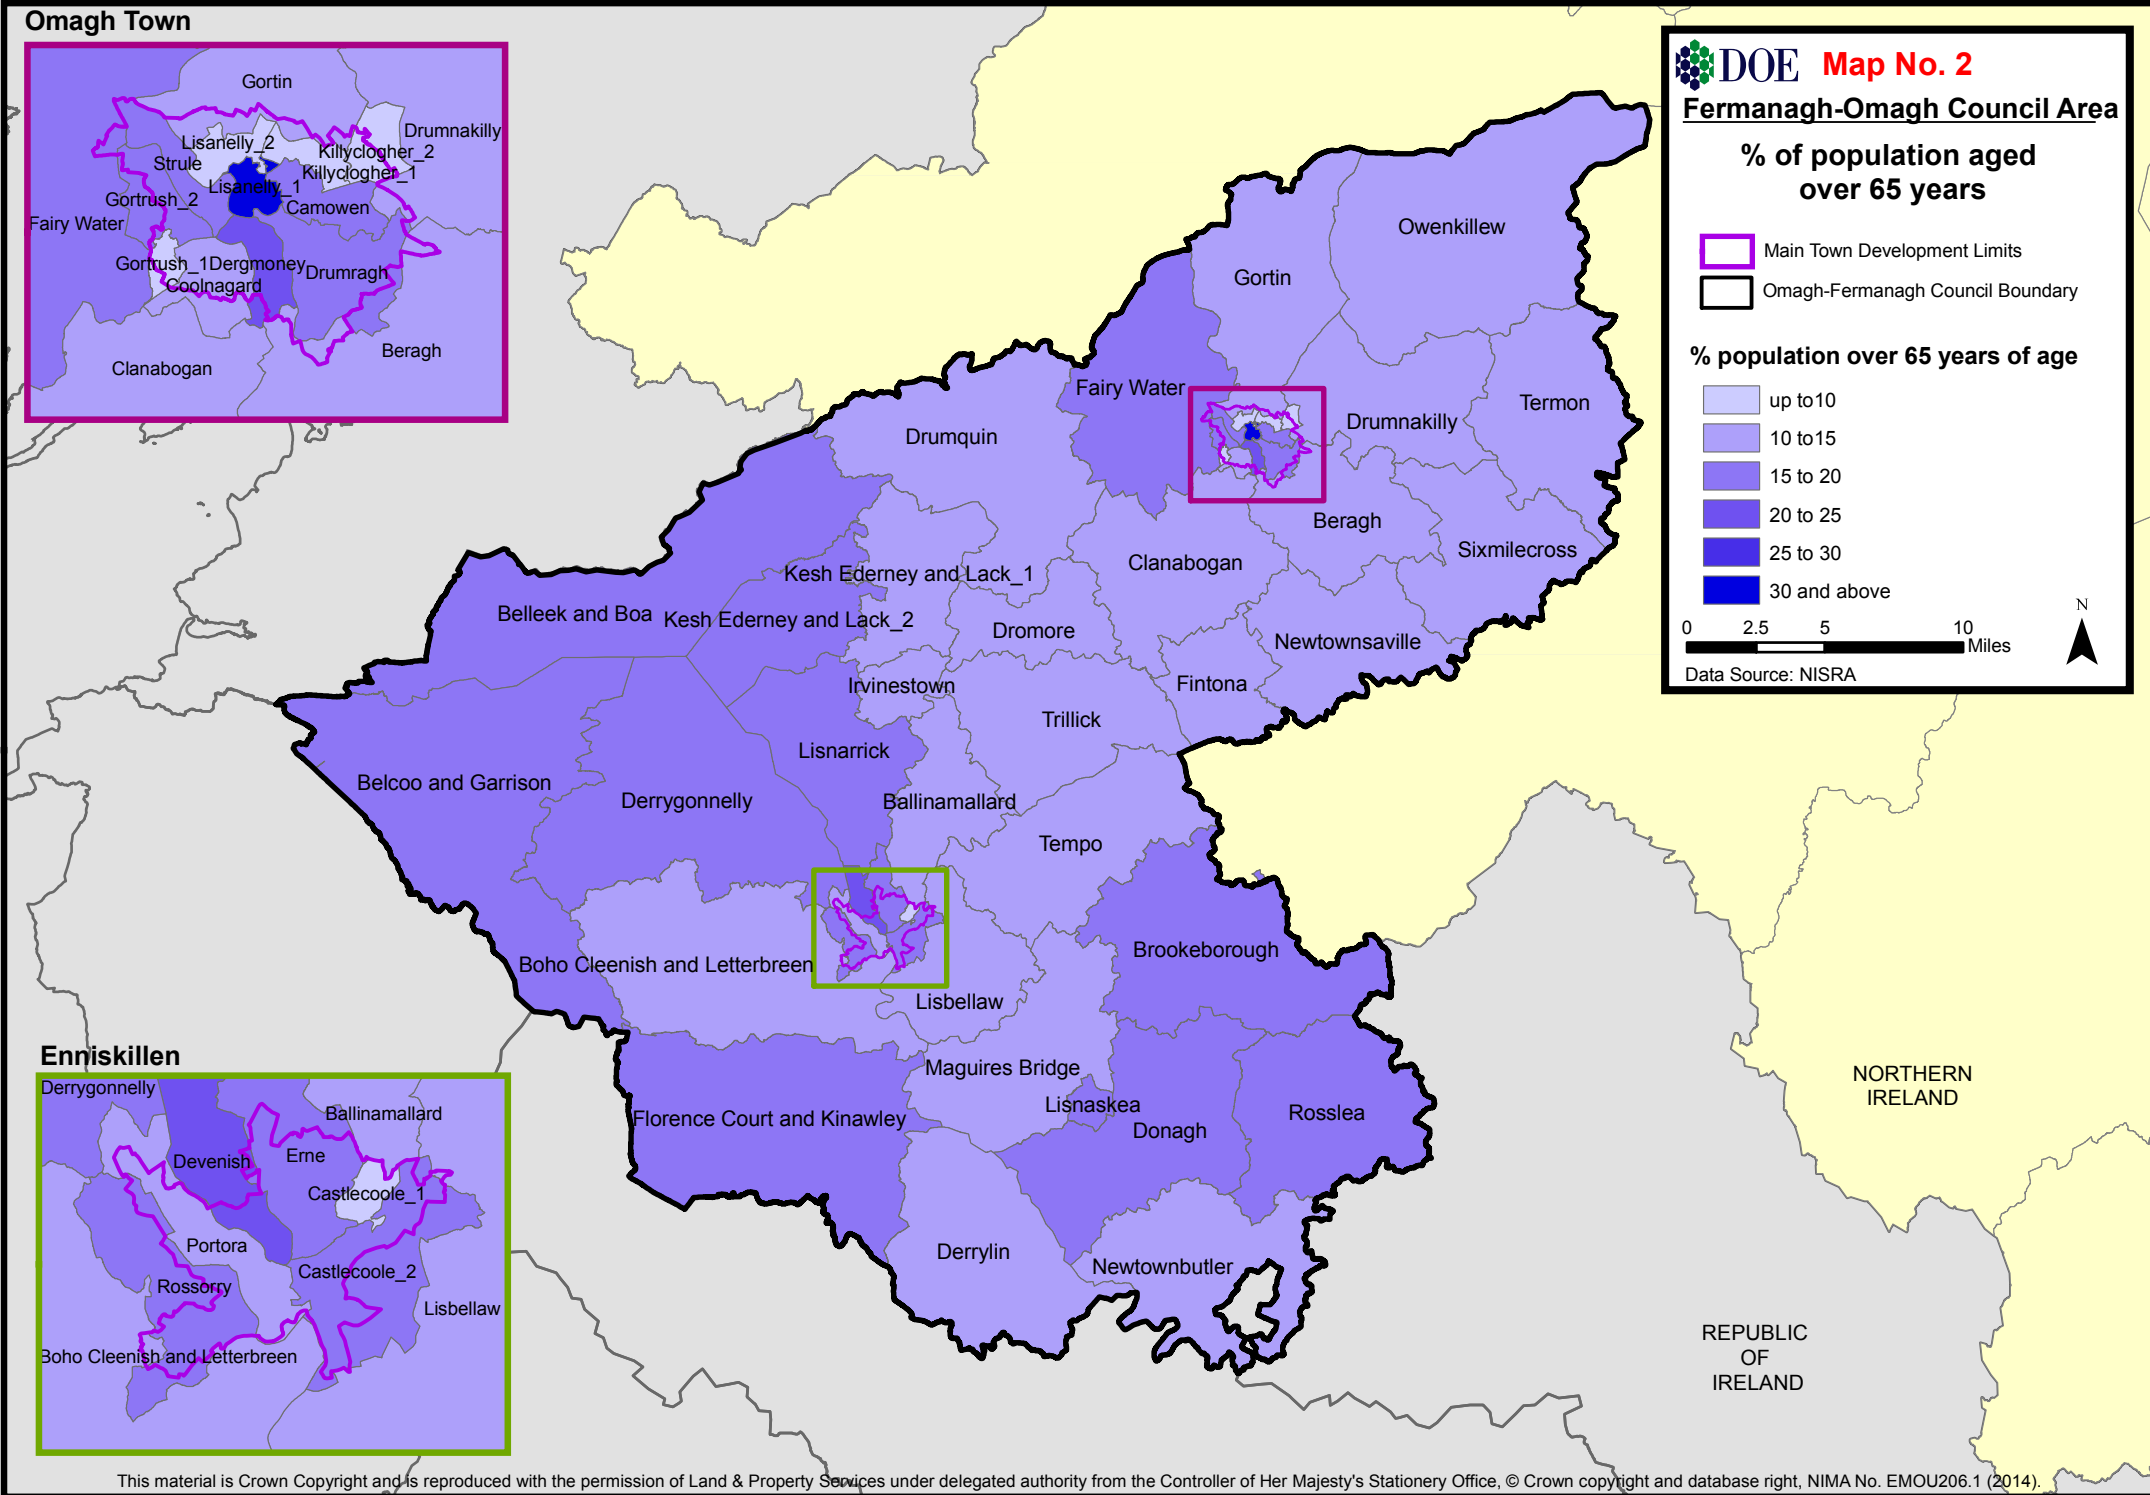 Omagh Town
Gortin
Drumnakilly
Lisanelly_2
Killyclogher_2
Strule
Killyclogher_1
Lisanelly_1
Gortrush_2
Camowen
Fairy Water
Gortrush_1
Dergmoney
Drumragh
Coolnagard
Beragh
Clanabogan
DOE
Map No. 2
Fermanagh-Omagh Council Area
% of population aged
over 65 years
Main Town Development Limits
Omagh-Fermanagh Council Boundary
% population over 65 years of age
up to10
10 to15
15 to 20
20 to 25
25 to 30
30 and above
N
0 2.5 5 10
Miles
Data Source: NISRA
Owenkillew
Gortin
Fairy Water
Termon
Drumnakilly
Drumquin
Beragh
Sixmilecross
Clanabogan
Kesh Ederney and Lack_1
Belleek and Boa
Kesh Ederney and Lack_2
Dromore
Newtownsaville
Irvinestown
Fintona
Trillick
Lisnarrick
Belcoo and Garrison
Derrygonnelly
Ballinamallard
Tempo
Brookeborough
Boho Cleenish and Letterbreen
Lisbellaw
Maguires Bridge
Lisnaskea
Florence Court and Kinawley
Donagh
Rosslea
Derrylin
Newtownbutler
NORTHERN
IRELAND
REPUBLIC
OF
IRELAND
Enniskillen
Derrygonnelly
Ballinamallard
Devenish
Erne
Castlecoole_1
Portora
Castlecoole_2
Rossorry
Lisbellaw
Boho Cleenish and Letterbreen
This material is Crown Copyright and is reproduced with the permission of Land & Property Services under delegated authority from the Controller of Her Majesty's Stationery Office, © Crown copyright and database right, NIMA No. EMOU206.1 (2014).